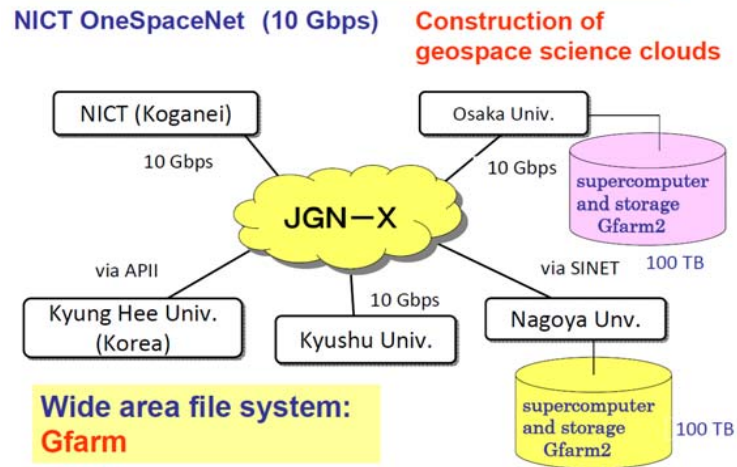 NICT OneSpaceNet (10 Gbps)
Construction of
geospace science clouds
NICT (Koganei)
Osaka Univ.
10 Gbps
10 Gbps
supercomputer
and storage
Gfarm2
100 TB
JGN－X
via APII
via SINET
Kyung Hee Univ.
(Korea)
10 Gbps
Kyushu Univ.
Nagoya Unv.
Wide area file system:
Gfarm
supercomputer
and storage
Gfarm2
100 TB